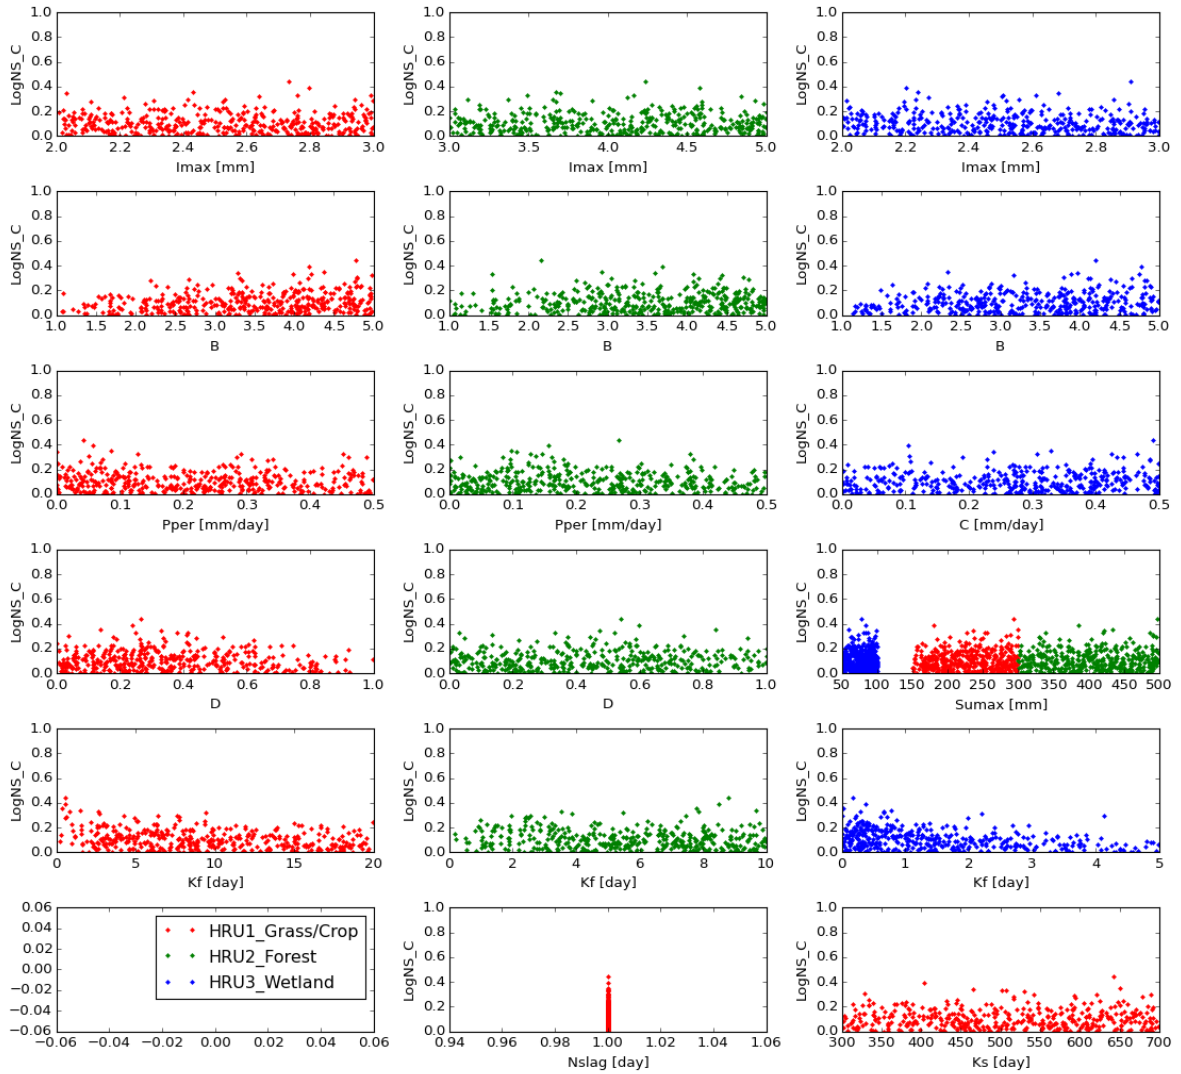 1.0 0.8 0.6 0.4 0.2 0.0 LogNS_C 2.0 2.2 2.4 2.6 2.8 3.0 Imax [mm]
1.0 0.8 0.6 0.4 0.2 0.0 LogNS_C 3.0 3.5 4.0 4.5 5.0 Imax [mm]
1.0 0.8 0.6 0.4 0.2 0.0 LogNS_C 2.0 2.2 2.4 2.6 2.8 3.0 Imax [mm]
1.0 0.8 0.6 0.4 0.2 0.0 LogNS_C 1.0 1.5 2.0 2.5 3.0 3.5 4.0 4.5 5.0 B
1.0 0.8 0.6 0.4 0.2 0.0 LogNS_C 1.0 1.5 2.0 2.5 3.0 3.5 4.0 4.5 5.0 B
1.0 0.8 0.6 0.4 0.2 0.0 LogNS_C 1.0 1.5 2.0 2.5 3.0 3.5 4.0 4.5 5.0 B
1.0 0.8 0.6 0.4 0.2 0.0 LogNS_C 0.0 0.1 0.2 0.3 0.4 0.5 Pper [mm/day]
1.0 0.8 0.6 0.4 0.2 0.0 LogNS_C 0.0 0.1 0.2 0.3 0.4 0.5 Pper [mm/day]
1.0 0.8 0.6 0.4 0.2 0.0 LogNS_C 0.0 0.1 0.2 0.3 0.4 0.5 C [mm/day]
1.0 0.8 0.6 0.4 0.2 0.0 LogNS_C 0.0 0.2 0.4 0.6 0.8 1.0 D
1.0 0.8 0.6 0.4 0.2 0.0 LogNS_C 0.0 0.2 0.4 0.6 0.8 1.0 D
1.0 0.8 0.6 0.4 0.2 0.0 LogNS_C 50 100 150 200 250 300 350 400 450 500 Sumax [mm]
1.0 0.8 0.6 0.4 0.2 0.0 LogNS_C 0 5 10 15 20 Kf [day]
1.0 0.8 0.6 0.4 0.2 0.0 LogNS_C 0 2 4 6 8 10 Kf [day]
1.0 0.8 0.6 0.4 0.2 0.0 LogNS_C 0 1 2 3 4 5 Kf [day]
0.06 0.04 0.02 0.00 −0.02 −0.04 −0.06 −0.06 −0.04 −0.02 0.00 0.02 0.04 0.06
HRU1_Grass/Crop
HRU2_Forest
HRU3_Wetland
1.0 0.8 0.6 0.4 0.2 0.0 LogNS_C 0.94 0.96 0.98 1.00 1.02 1.04 1.06 Nslag [day]
1.0 0.8 0.6 0.4 0.2 0.0 LogNS_C 300 350 400 450 500 550 600 650 700 Ks [day]